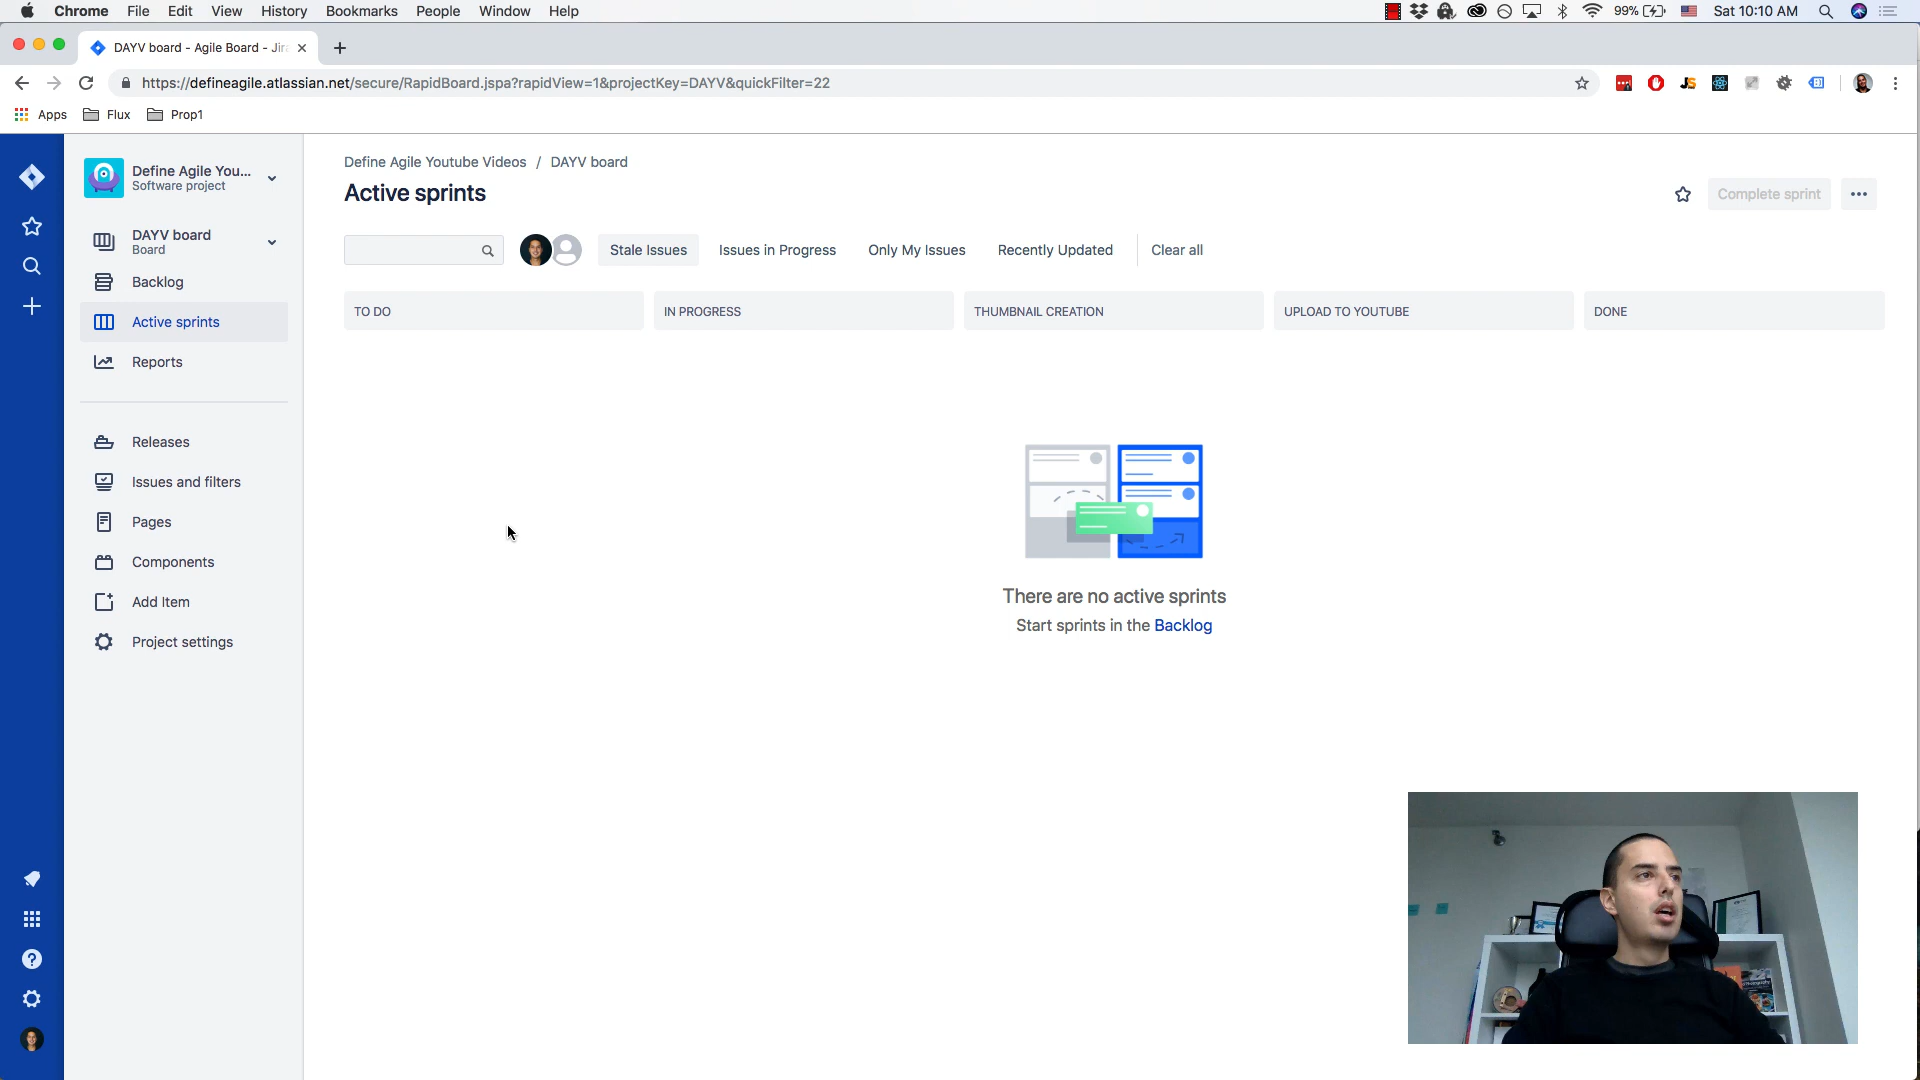 Chrome File Edit View History Bookmarks People Window Help 99% Sat 10:10 AM
DAYV board - Agile Board - Jir
https://defineagile.atlassian.net/secure/RapidBoard.jspa?rapidView=1&projectKey=DAYV&quickFilter=22
Apps Flux Prop1
Define Agile You...
Software project
DAYV board
Board
Backlog
Active sprints
Reports
Releases
Issues and filters
Pages
Components
Add Item
Project settings
Define Agile Youtube Videos / DAYV board
Active sprints
Complete sprint
Stale Issues Issues in Progress Only My Issues Recently Updated Clear all
TO DO IN PROGRESS THUMBNAIL CREATION UPLOAD TO YOUTUBE DONE
There are no active sprints
Start sprints in the Backlog